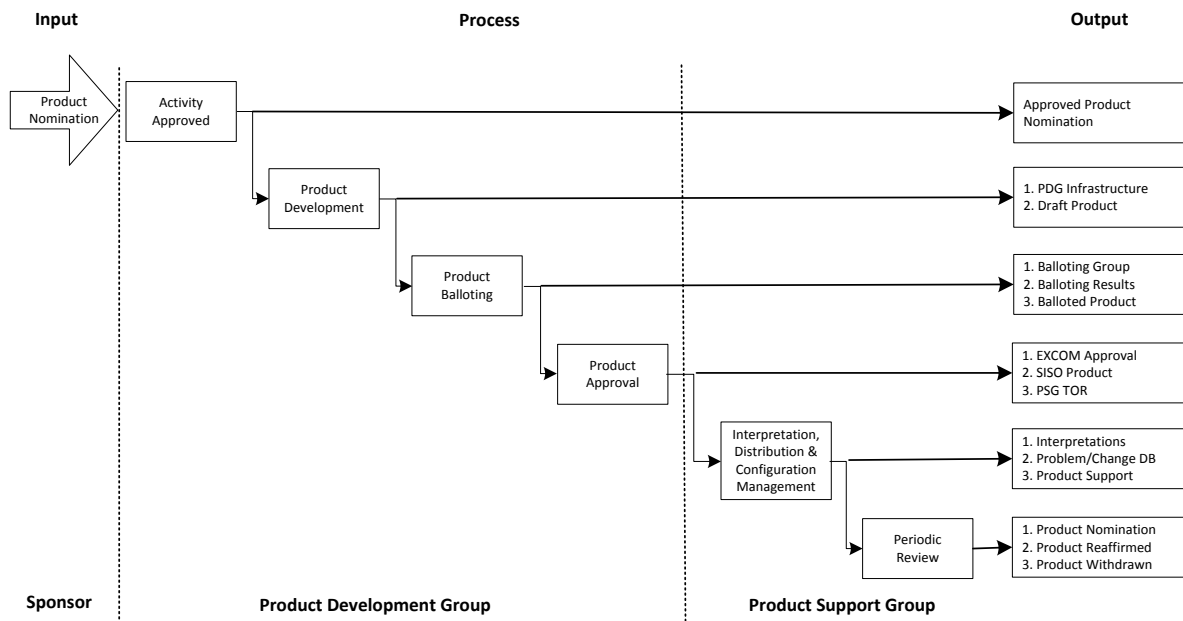 Input
Process
Output
Product
Nomination
Activity
Approved
Approved Product
Nomination
Product
Development
1. PDG Infrastructure
2. Draft Product
Product
Balloting
1. Balloting Group
2. Balloting Results
3. Balloted Product
Product
Approval
1. EXCOM Approval
2. SISO Product
3. PSG TOR
Interpretation,
Distribution &
Configuration
Management
1. Interpretations
2. Problem/Change DB
3. Product Support
Periodic
Review
1. Product Nomination
2. Product Reaffirmed
3. Product Withdrawn
Sponsor
Product Development Group
Product Support Group